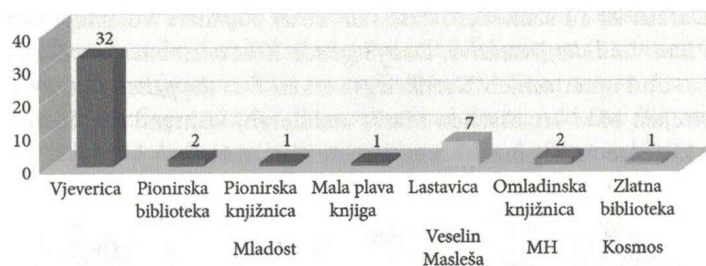 40
30
20
10
0
32
2
1
1
7
2
1
Vjeverica
Pionirska biblioteka
Pionirska knjižnica
Mala plava knjiga
Lastavica
Omladinska knjižnica
Zlatna biblioteka
Mladost
Veselin Masleša
MH
Kosmos